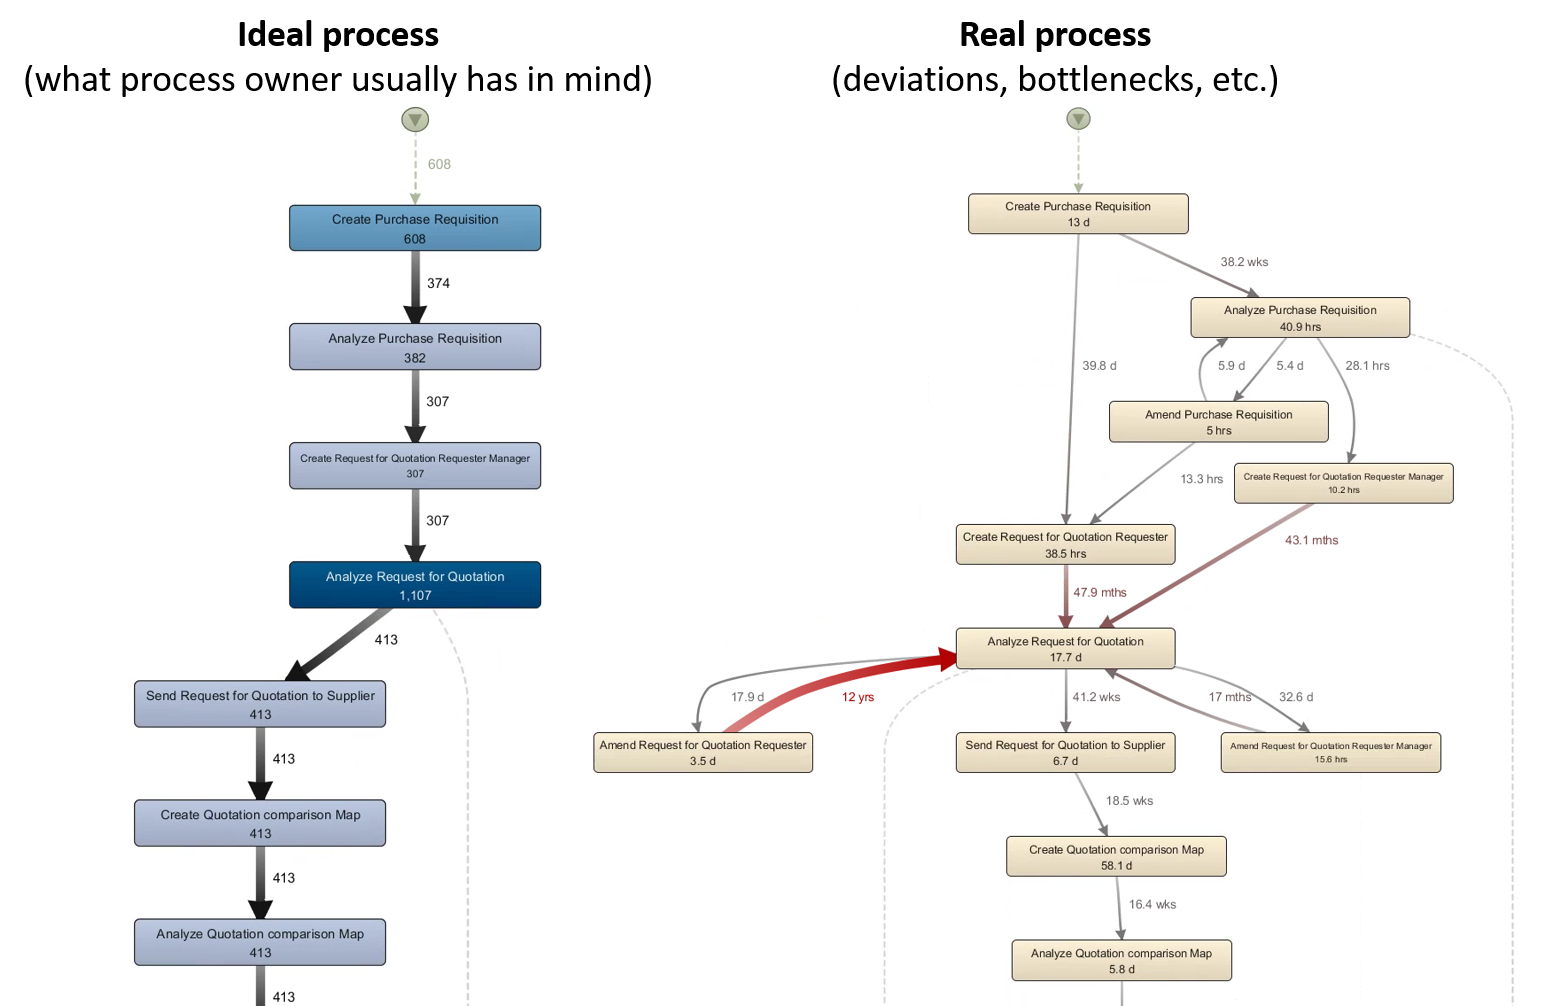 Ideal process
(what process owner usually has in mind)
608
Create Purchase Requisition
608
374
Analyze Purchase Requisition
382
307
Create Request for Quotation Requester Manager
307
307
Analyze Request for Quotation
1,107
413
Send Request for Quotation to Supplier
413
413
Create Quotation comparison Map
413
413
Analyze Quotation comparison Map
413
413
Real process
(deviations, bottlenecks, etc.)
Create Purchase Requisition
13 d
38.2 wks
Analyze Purchase Requisition
40.9 hrs
39.8 d
5.9 d
5.4 d
28.1 hrs
Amend Purchase Requisition
5 hrs
13.3 hrs
Create Request for Quotation Requester Manager
10.2 hrs
Create Request for Quotation Requester
38.5 hrs
43.1 mths
47.9 mths
Analyze Request for Quotation
17.7 d
17.9 d
12 yrs
41.2 wks
17 mths
32.6 d
Amend Request for Quotation Requester
3.5 d
Send Request for Quotation to Supplier
6.7 d
Amend Request for Quotation Requester Manager
15.6 hrs
18.5 wks
Create Quotation comparison Map
58.1 d
16.4 wks
Analyze Quotation comparison Map
5.8 d